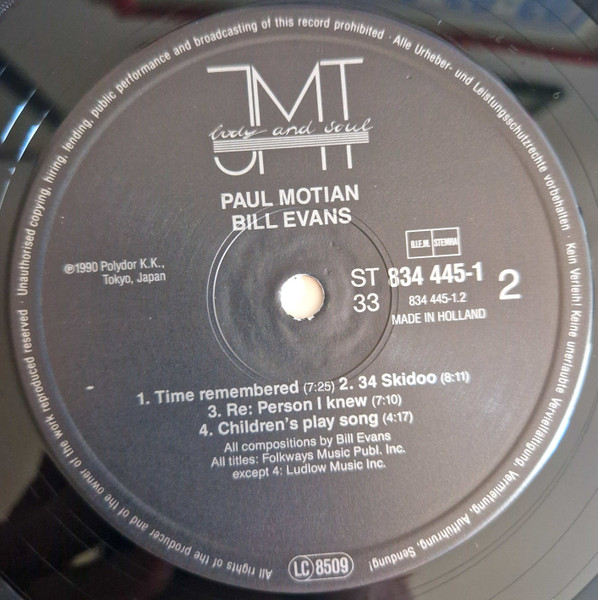 JMT
body and soul
PAUL MOTIAN
BILL EVANS
B.I.E.M. STEMRA
℗1990 Polydor K.K.,
Tokyo, Japan
ST 834 445-1
33
834 445-1.2
MADE IN HOLLAND
2
1. Time remembered (7:25) 2. 34 Skidoo (8:11)
3. Re: Person I knew (7:10)
4. Children's play song (4:17)
All compositions by Bill Evans
All titles: Folkways Music Publ. Inc.
except 4: Ludlow Music Inc.
LC 8509
All rights of the producer and of the owner of the work reproduced reserved · Unauthorised copying, hiring, lending, public performance and broadcasting of this record prohibited · Alle Urheber- und Leistungsschutzrechte vorbehalten · Kein Verleih! Keine unerlaubte Vervielfältigung, Vermietung, Aufführung, Sendung!